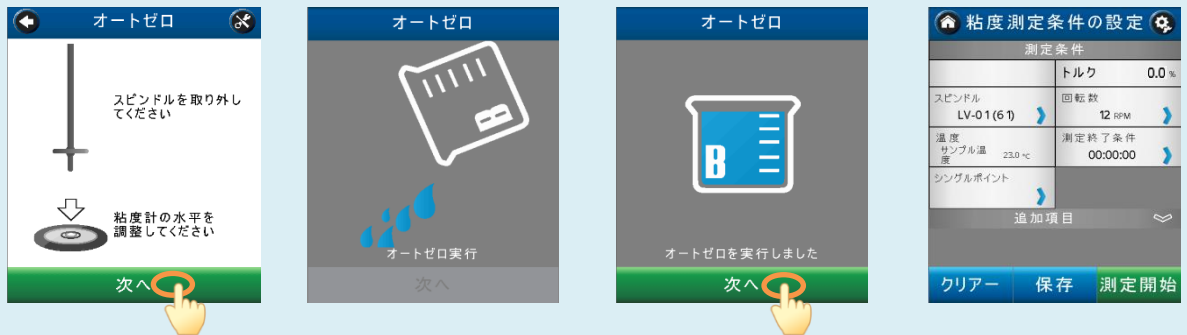 オートゼロ
スピンドルを取り外し
てください
粘度計の水平を
調整してください
次へ
オートゼロ
オートゼロ実行
次へ
オートゼロ
B
オートゼロを実行しました
次へ
粘度測定条件の設定
測定条件
トルク 0.0 %
スピンドル
LV-01(61)
回転数
12 RPM
温度
サンプル温
度 23.0 °C
測定終了条件
00:00:00
シングルポイント
追加項目
クリアー 保存 測定開始